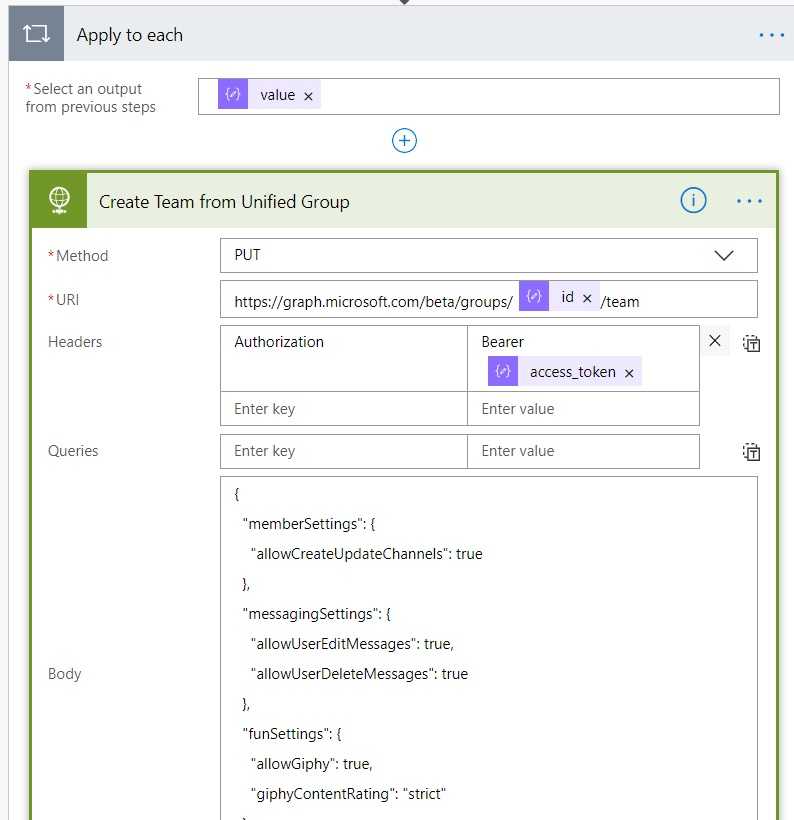 Apply to each
*Select an output
from previous steps
value ×
Create Team from Unified Group
*Method
PUT
*URI
https://graph.microsoft.com/beta/groups/ id × /team
Headers
Authorization
Bearer
access_token ×
Enter key
Enter value
Queries
Enter key
Enter value
Body
{
"memberSettings": {
"allowCreateUpdateChannels": true
},
"messagingSettings": {
"allowUserEditMessages": true,
"allowUserDeleteMessages": true
},
"funSettings": {
"allowGiphy": true,
"giphyContentRating": "strict"